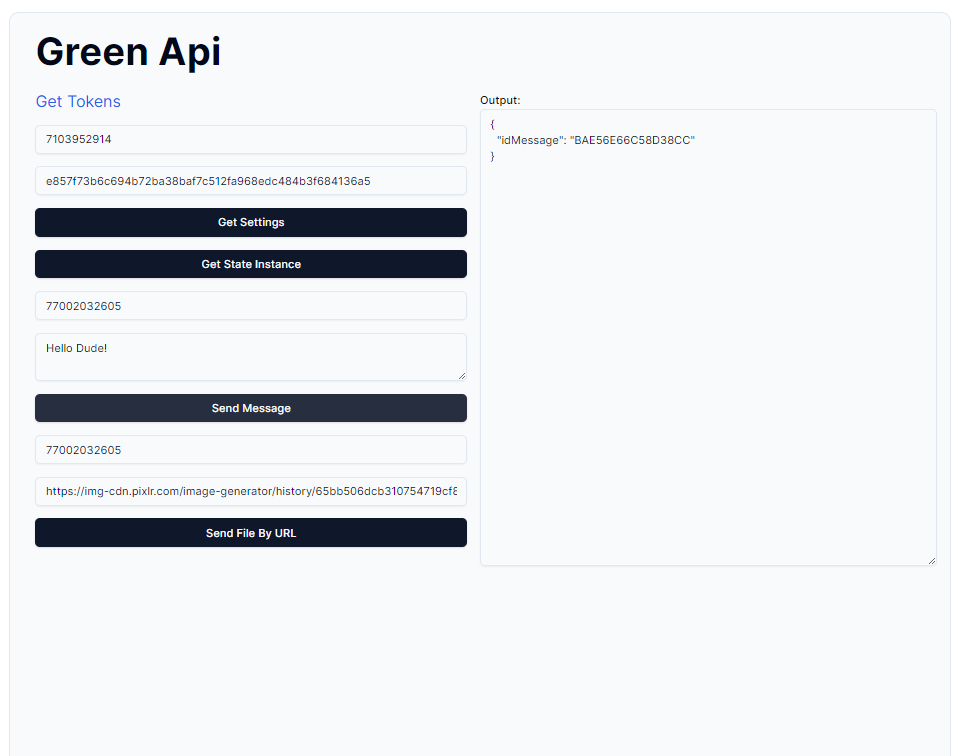 Green Api
Get Tokens
7103952914
e857f73b6c694b72ba38baf7c512fa968edc484b3f684136a5
Get Settings
Get State Instance
77002032605
Hello Dude!
Send Message
77002032605
https://img-cdn.pixlr.com/image-generator/history/65bb506dcb310754719cf8
Send File By URL
Output:
{
"idMessage": "BAE56E66C58D38CC"
}